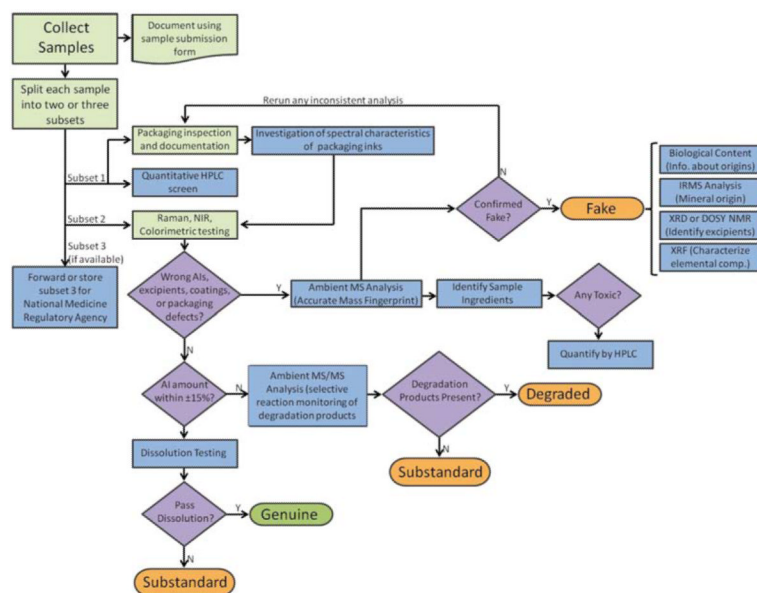 Collect
Samples
Document using
sample submission
form
Split each sample
into two or three
subsets
Rerun any inconsistent analysis
Packaging inspection
and documentation
Investigation of spectral characteristics
of packaging inks
Subset 1
Quantitative HPLC
screen
Subset 2
Raman, NIR,
Colorimetric testing
Subset 3
(if available)
Forward or store
subset 3 for
National Medicine
Regulatory Agency
N
Confirmed
Fake?
Y
Fake
Biological Content
(Info. about origins)
IRMS Analysis
(Mineral origin)
XRD or DOSY NMR
(Identify excipients)
XRF (Characterize
elemental comp.)
Wrong AIs,
excipients, coatings,
or packaging
defects?
Y
Ambient MS Analysis
(Accurate Mass Fingerprint)
Identify Sample
Ingredients
Any Toxic?
Y
Quantify by HPLC
N
AI amount
within ±15%?
N
Ambient MS/MS
Analysis (selective
reaction monitoring of
degradation products
Degradation
Products Present?
Y
Degraded
N
Substandard
Y
Dissolution Testing
Pass
Dissolution?
Y
Genuine
N
Substandard